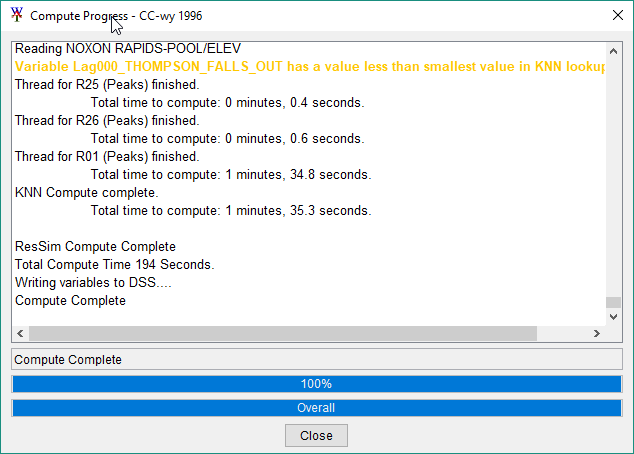 Compute Progress - CC-wy 1996
Reading NOXON RAPIDS-POOL/ELEV
Variable Lag000_THOMPSON_FALLS_OUT has a value less than smallest value in KNN lookup
Thread for R25 (Peaks) finished.
Total time to compute: 0 minutes, 0.4 seconds.
Thread for R26 (Peaks) finished.
Total time to compute: 0 minutes, 0.6 seconds.
Thread for R01 (Peaks) finished.
Total time to compute: 1 minutes, 34.8 seconds.
KNN Compute complete.
Total time to compute: 1 minutes, 35.3 seconds.
ResSim Compute Complete
Total Compute Time 194 Seconds.
Writing variables to DSS....
Compute Complete
Compute Complete
100%
Overall
Close